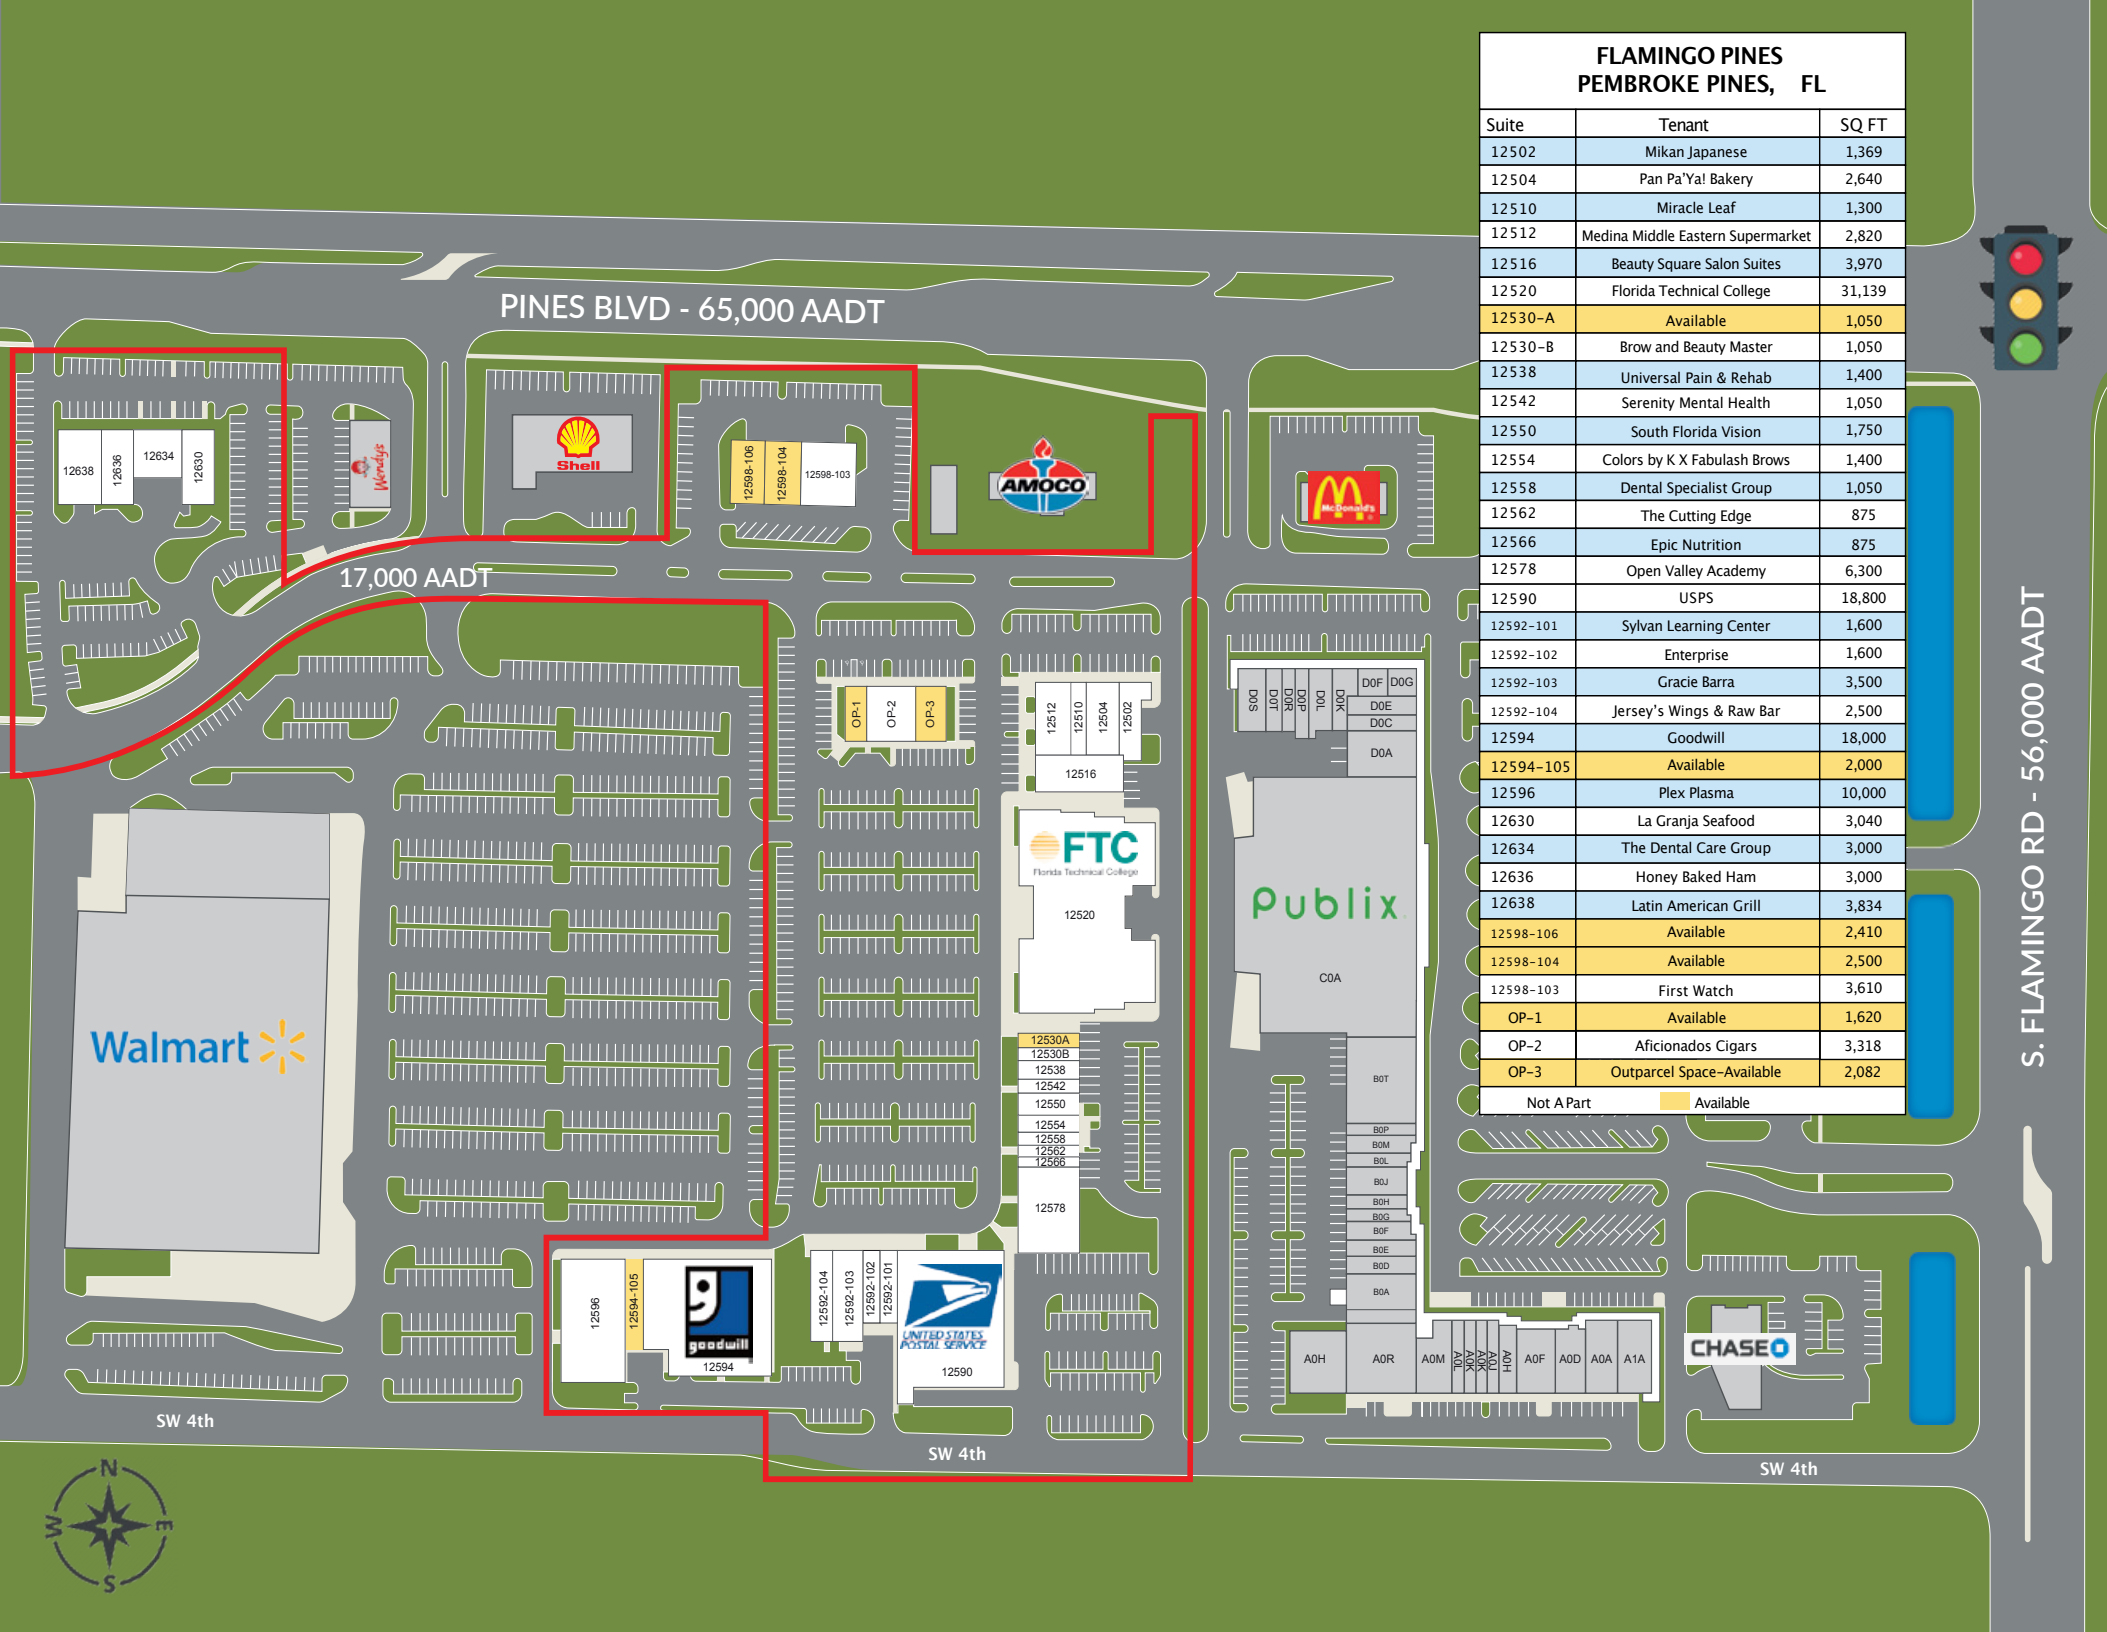 FLAMINGO PINES
PEMBROKE PINES, FL
Suite Tenant SQ FT
12502 Mikan Japanese 1,369
12504 Pan Pa'Ya! Bakery 2,640
12510 Miracle Leaf 1,300
12512 Medina Middle Eastern Supermarket 2,820
12516 Beauty Square Salon Suites 3,970
12520 Florida Technical College 31,139
12530-A Available 1,050
12530-B Brow and Beauty Master 1,050
12538 Universal Pain & Rehab 1,400
12542 Serenity Mental Health 1,050
12550 South Florida Vision 1,750
12554 Colors by K X Fabulash Brows 1,400
12558 Dental Specialist Group 1,050
12562 The Cutting Edge 875
12566 Epic Nutrition 875
12578 Open Valley Academy 6,300
12590 USPS 18,800
12592-101 Sylvan Learning Center 1,600
12592-102 Enterprise 1,600
12592-103 Gracie Barra 3,500
12592-104 Jersey's Wings & Raw Bar 2,500
12594 Goodwill 18,000
12594-105 Available 2,000
12596 Plex Plasma 10,000
12630 La Granja Seafood 3,040
12634 The Dental Care Group 3,000
12636 Honey Baked Ham 3,000
12638 Latin American Grill 3,834
12598-106 Available 2,410
12598-104 Available 2,500
12598-103 First Watch 3,610
OP-1 Available 1,620
OP-2 Aficionados Cigars 3,318
OP-3 Outparcel Space-Available 2,082
Not A Part Available
PINES BLVD - 65,000 AADT
12638
12636
12634
12630
Wendy's
Shell
12598-106
12598-104
12598-103
AMOCO
McDonald's
17,000 AADT
S. FLAMINGO RD - 56,000 AADT
OP-1
OP-2
OP-3
12512
12510
12504
12502
12516
FTC
Florida Technical College
12520
12530A
12530B
12538
12542
12550
12554
12558
12562
12566
12578
D0S
D0T
D0R
D0P
D0L
D0K
D0F
D0G
D0E
D0C
D0A
Publix
C0A
B0T
B0P
B0M
B0L
B0J
B0H
B0G
B0F
B0E
B0D
B0A
A0H
A0R
A0M
A0L
A0K
A0K
A0J
A0H
A0F
A0D
A0A
A1A
CHASE
Walmart
12596
12594-105
goodwill
12594
12592-104
12592-103
12592-102
12592-101
UNITED STATES
POSTAL SERVICE
12590
SW 4th
SW 4th
SW 4th
N
W
E
S